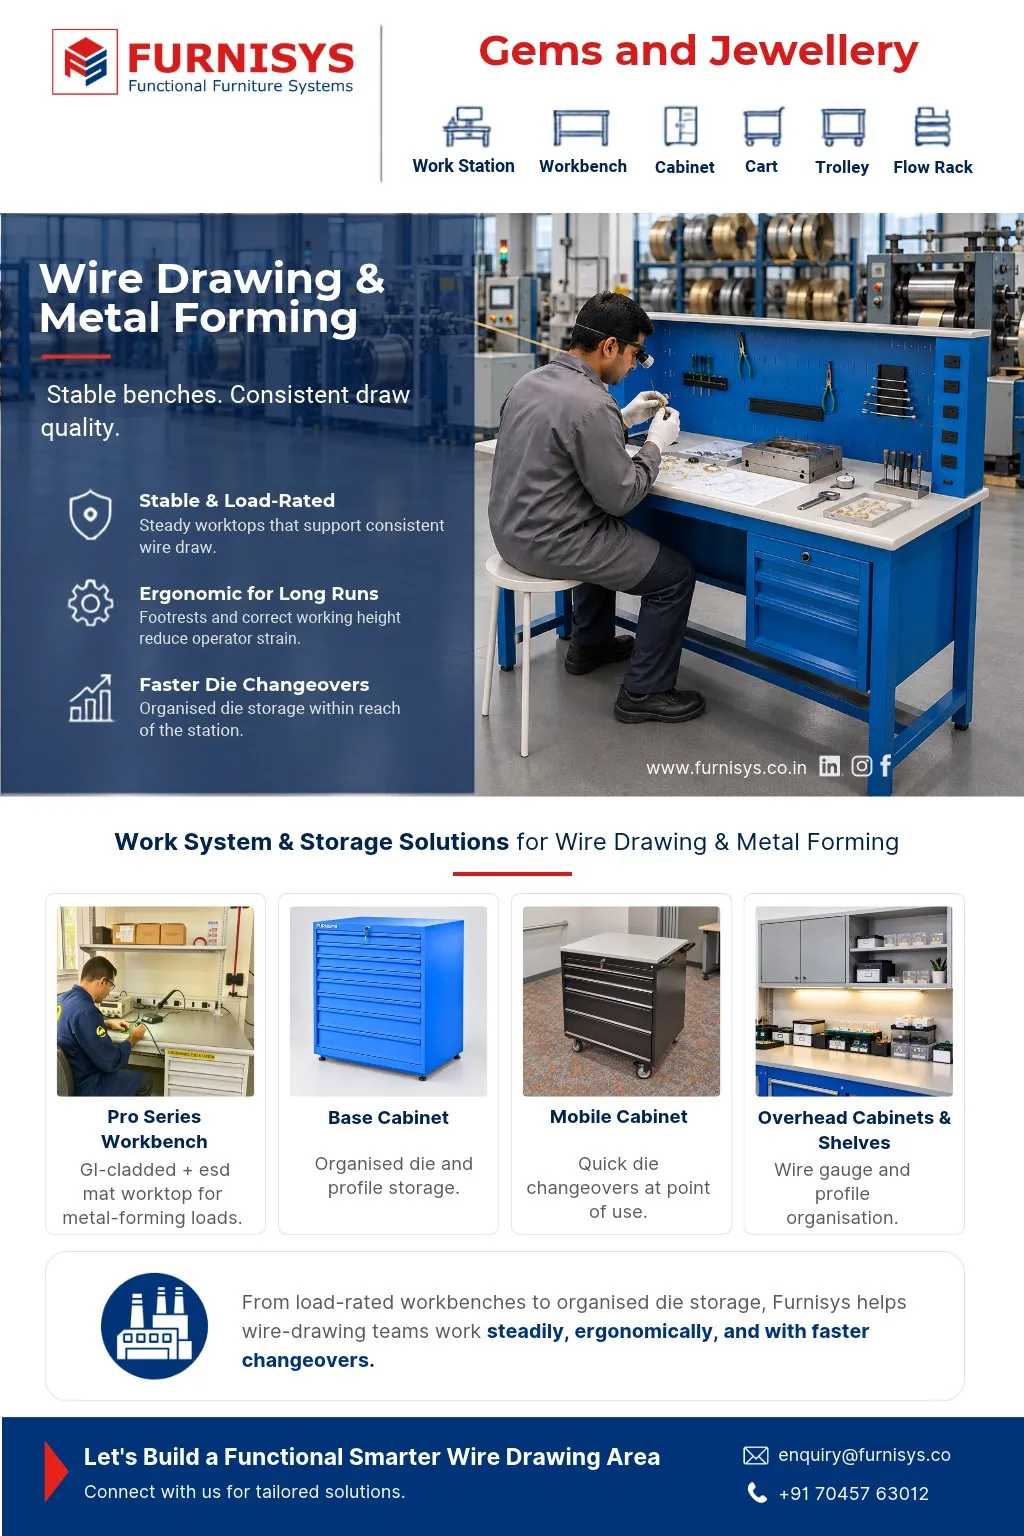 FURNISYS
Functional Furniture Systems
Gems and Jewellery
Work Station
Workbench
Cabinet
Cart
Trolley
Flow Rack
Wire Drawing &
Metal Forming
Stable benches. Consistent draw
quality.
Stable & Load-Rated
Steady worktops that support consistent
wire draw.
Ergonomic for Long Runs
Footrests and correct working height
reduce operator strain.
Faster Die Changeovers
Organised die storage within reach
of the station.
www.furnisys.co.in
Work System & Storage Solutions for Wire Drawing & Metal Forming
FURNISYS
Pro Series
Workbench
GI-cladded + esd
mat worktop for
metal-forming loads.
Base Cabinet
Organised die and
profile storage.
Mobile Cabinet
Quick die
changeovers at point
of use.
Overhead Cabinets &
Shelves
Wire gauge and
profile
organisation.
From load-rated workbenches to organised die storage, Furnisys helps
wire-drawing teams work steadily, ergonomically, and with faster
changeovers.
Let's Build a Functional Smarter Wire Drawing Area
Connect with us for tailored solutions.
enquiry@furnisys.co
+91 70457 63012